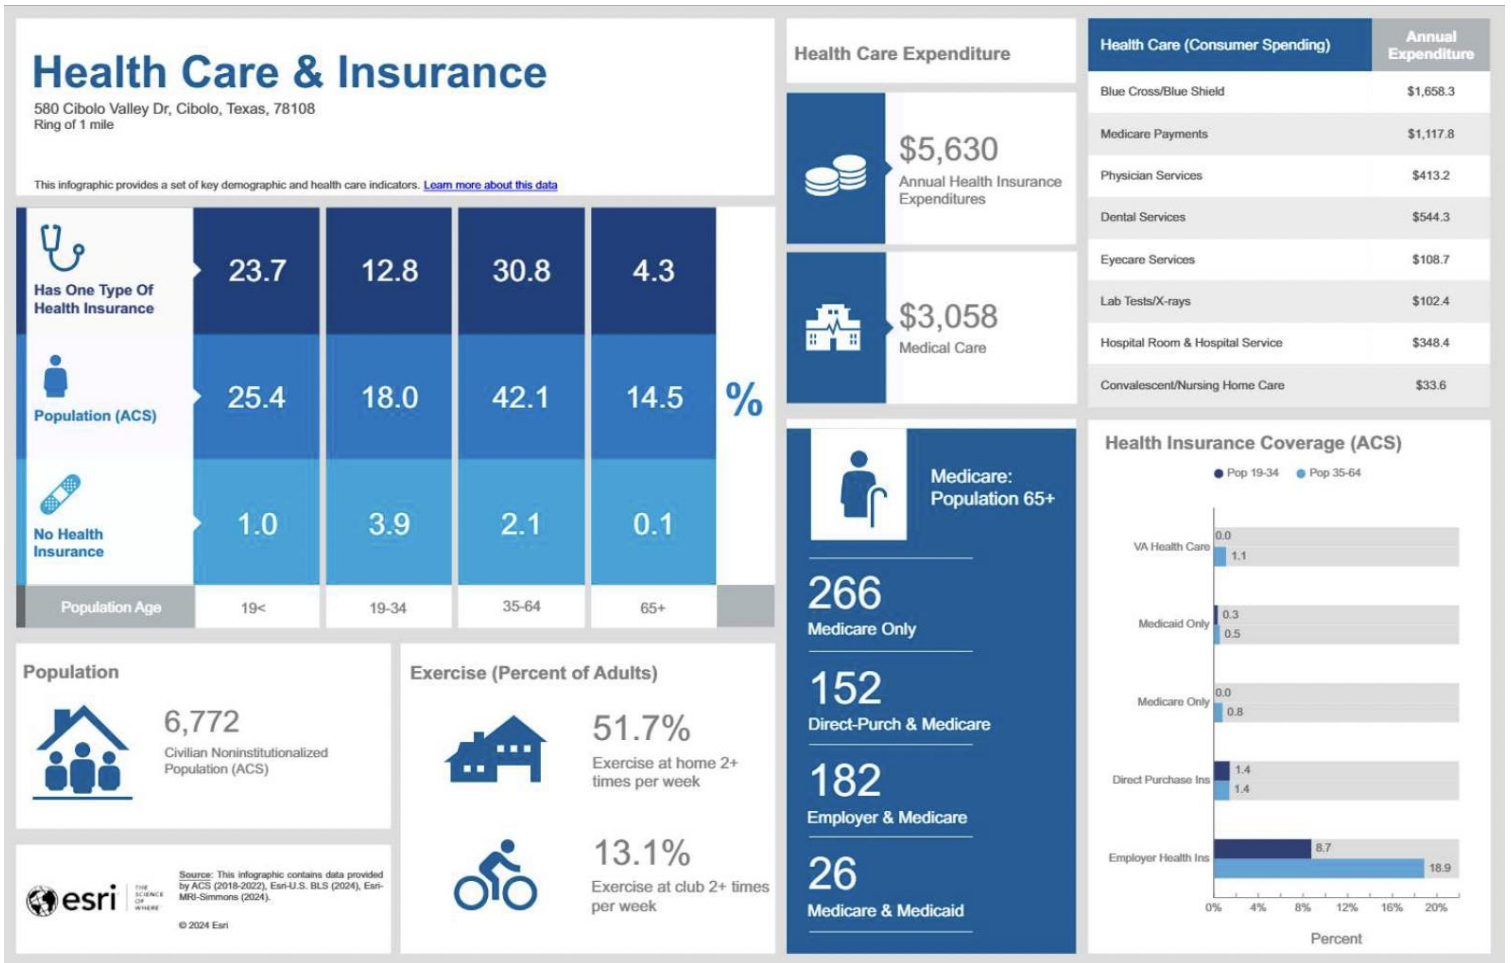 Health Care & Insurance
580 Cibolo Valley Dr, Cibolo, Texas, 78108
Ring of 1 mile
This infographic provides a set of key demographic and health care indicators. Learn more about this data
Has One Type Of
Health Insurance
23.7
12.8
30.8
4.3
Population (ACS)
25.4
18.0
42.1
14.5
%
No Health
Insurance
1.0
3.9
2.1
0.1
Population Age
19<
19-34
35-64
65+
Population
6,772
Civilian Noninstitutionalized
Population (ACS)
esri
THE
SCIENCE
OF
WHERE
Source: This infographic contains data provided
by ACS (2018-2022), Esri-U.S. BLS (2024), Esri-
MRI-Simmons (2024).
© 2024 Esri
Exercise (Percent of Adults)
51.7%
Exercise at home 2+
times per week
13.1%
Exercise at club 2+ times
per week
Health Care Expenditure
$5,630
Annual Health Insurance
Expenditures
$3,058
Medical Care
Medicare:
Population 65+
266
Medicare Only
152
Direct-Purch & Medicare
182
Employer & Medicare
26
Medicare & Medicaid
Health Care (Consumer Spending)
Annual
Expenditure
Blue Cross/Blue Shield $1,658.3
Medicare Payments $1,117.8
Physician Services $413.2
Dental Services $544.3
Eyecare Services $108.7
Lab Tests/X-rays $102.4
Hospital Room & Hospital Service $348.4
Convalescent/Nursing Home Care $33.6
Health Insurance Coverage (ACS)
Pop 19-34 Pop 35-64
VA Health Care
0.0
1.1
Medicaid Only
0.3
0.5
Medicare Only
0.0
0.8
Direct Purchase Ins
1.4
1.4
Employer Health Ins
8.7
18.9
0% 4% 8% 12% 16% 20%
Percent